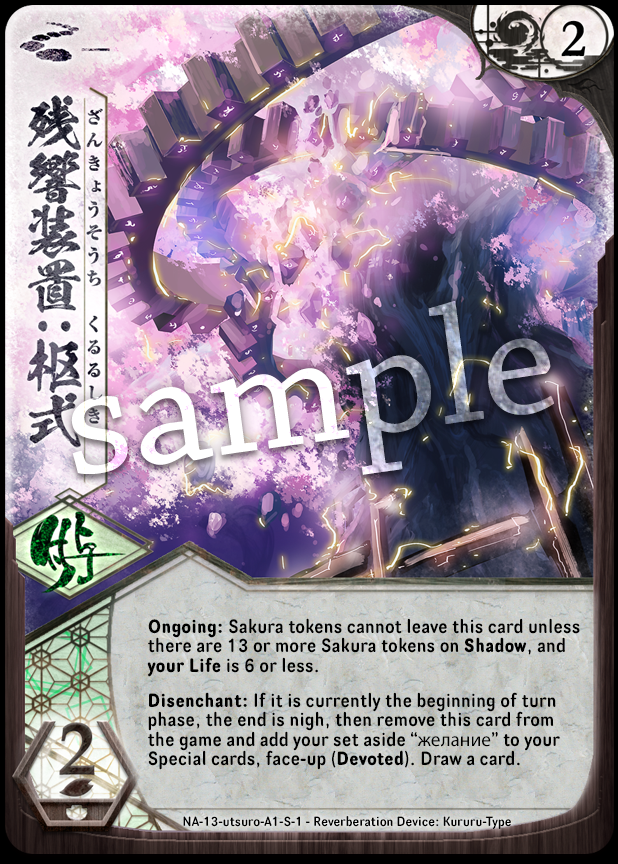 2
残響装置:枢式
ざんきょうそうち くるるしき
sample
Ongoing: Sakura tokens cannot leave this card unless
there are 13 or more Sakura tokens on Shadow, and
your Life is 6 or less.
Disenchant: If it is currently the beginning of turn
phase, the end is nigh, then remove this card from
the game and add your set aside “желание” to your
Special cards, face-up (Devoted). Draw a card.
2
NA-13-utsuro-A1-S-1 - Reverberation Device: Kururu-Type